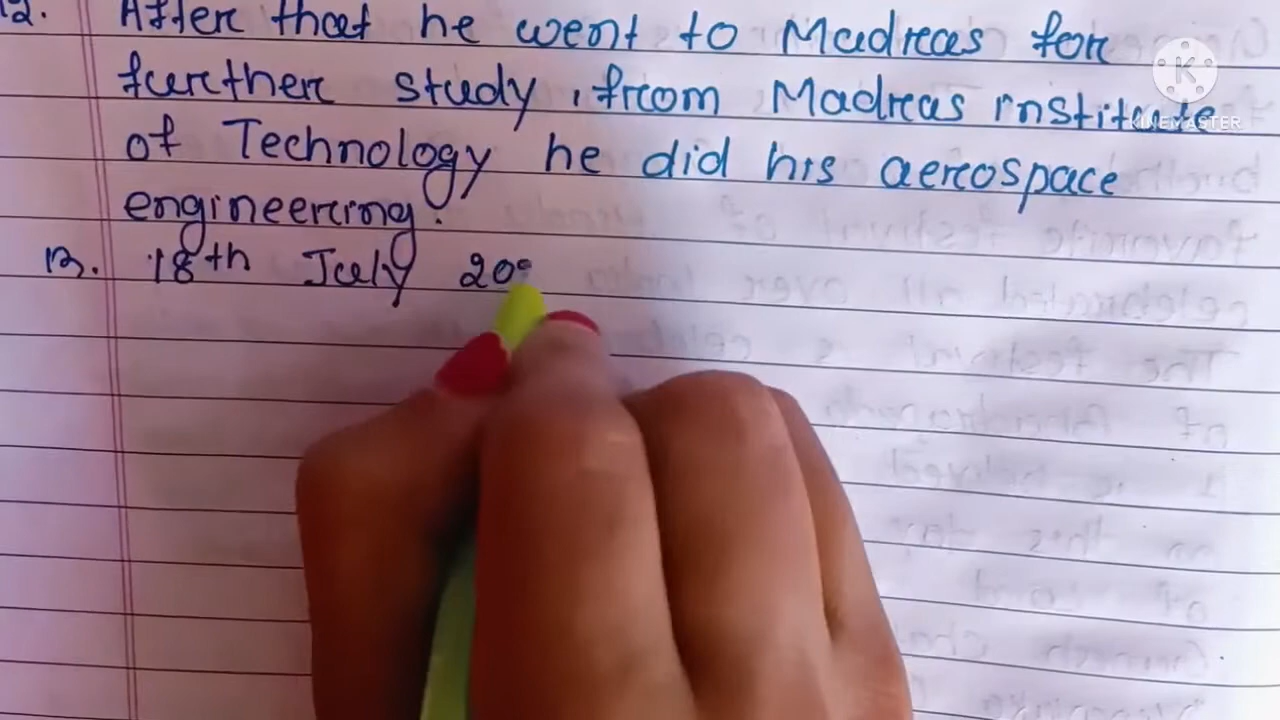 12. After that he went to Madras for
further study, from Madras institute
of Technology he did his aerospace
engineering.
13. 18th July 20
KINEMASTER